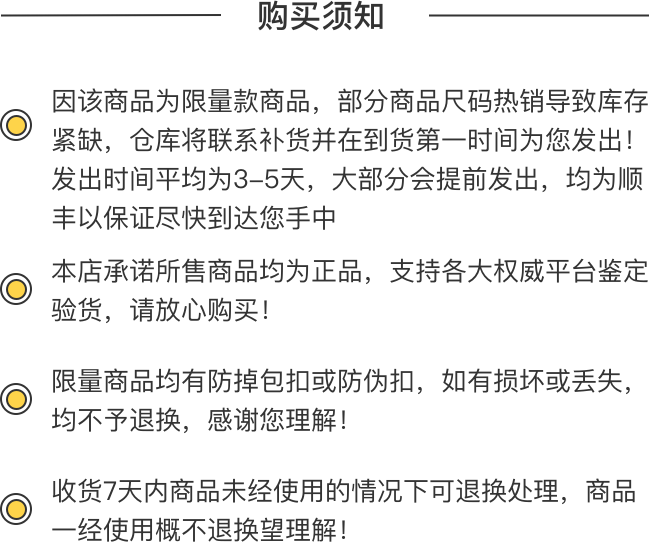 购买须知
因该商品为限量款商品，部分商品尺码热销导致库存
紧缺，仓库将联系补货并在到货第一时间为您发出！
发出时间平均为3-5天，大部分会提前发出，均为顺
丰以保证尽快到达您手中
本店承诺所售商品均为正品，支持各大权威平台鉴定
验货，请放心购买！
限量商品均有防掉包扣或防伪扣，如有损坏或丢失，
均不予退换，感谢您理解！
收货7天内商品未经使用的情况下可退换处理，商品
一经使用概不退换望理解！